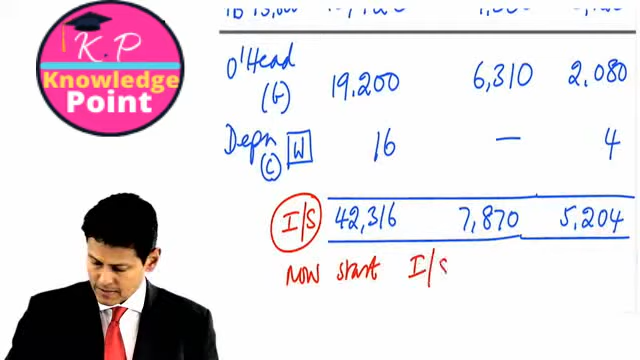 K.P
Knowledge
Point
O'Head
(t) 19,200 6,310 2,080
Depn
(c) W 16 — 4
I/S 42,316 7,870 5,204
Now start I/S